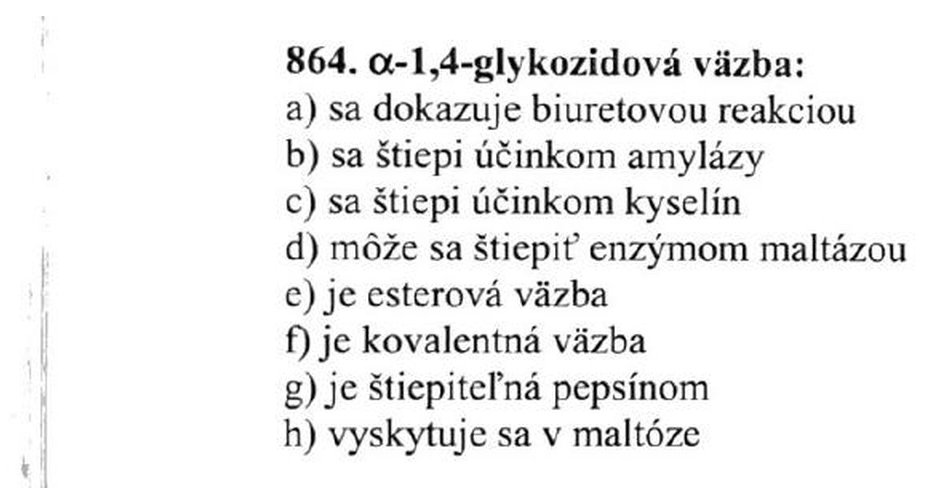 864. α-1,4-glykozidová väzba:
a) sa dokazuje biuretovou reakciou
b) sa štiepi účinkom amylázy
c) sa štiepi účinkom kyselín
d) môže sa štiepiť enzýmom maltázou
e) je esterová väzba
f) je kovalentná väzba
g) je štiepiteľná pepsínom
h) vyskytuje sa v maltóze